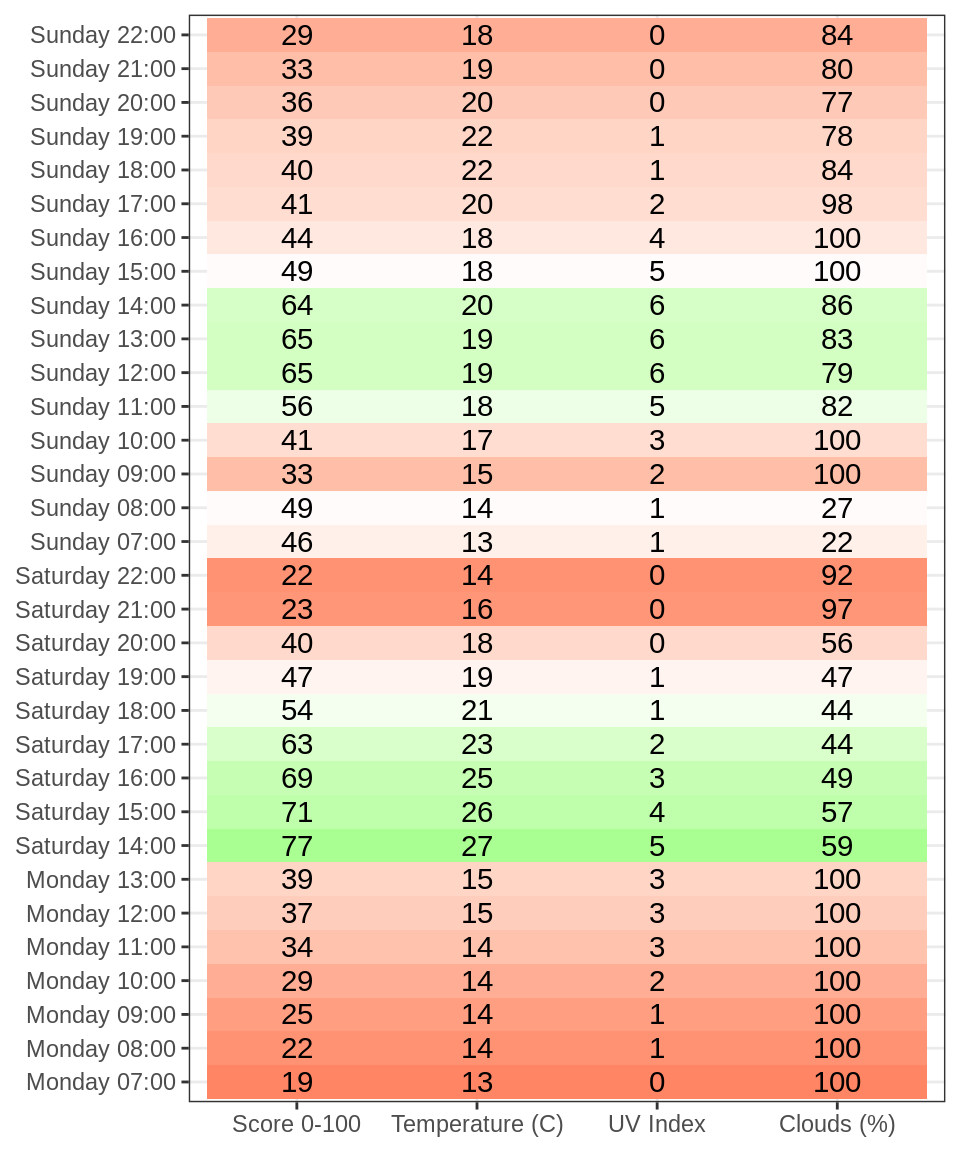 Sunday 22:00 29 18 0 84
Sunday 21:00 33 19 0 80
Sunday 20:00 36 20 0 77
Sunday 19:00 39 22 1 78
Sunday 18:00 40 22 1 84
Sunday 17:00 41 20 2 98
Sunday 16:00 44 18 4 100
Sunday 15:00 49 18 5 100
Sunday 14:00 64 20 6 86
Sunday 13:00 65 19 6 83
Sunday 12:00 65 19 6 79
Sunday 11:00 56 18 5 82
Sunday 10:00 41 17 3 100
Sunday 09:00 33 15 2 100
Sunday 08:00 49 14 1 27
Sunday 07:00 46 13 1 22
Saturday 22:00 22 14 0 92
Saturday 21:00 23 16 0 97
Saturday 20:00 40 18 0 56
Saturday 19:00 47 19 1 47
Saturday 18:00 54 21 1 44
Saturday 17:00 63 23 2 44
Saturday 16:00 69 25 3 49
Saturday 15:00 71 26 4 57
Saturday 14:00 77 27 5 59
Monday 13:00 39 15 3 100
Monday 12:00 37 15 3 100
Monday 11:00 34 14 3 100
Monday 10:00 29 14 2 100
Monday 09:00 25 14 1 100
Monday 08:00 22 14 1 100
Monday 07:00 19 13 0 100
Score 0-100 Temperature (C) UV Index Clouds (%)